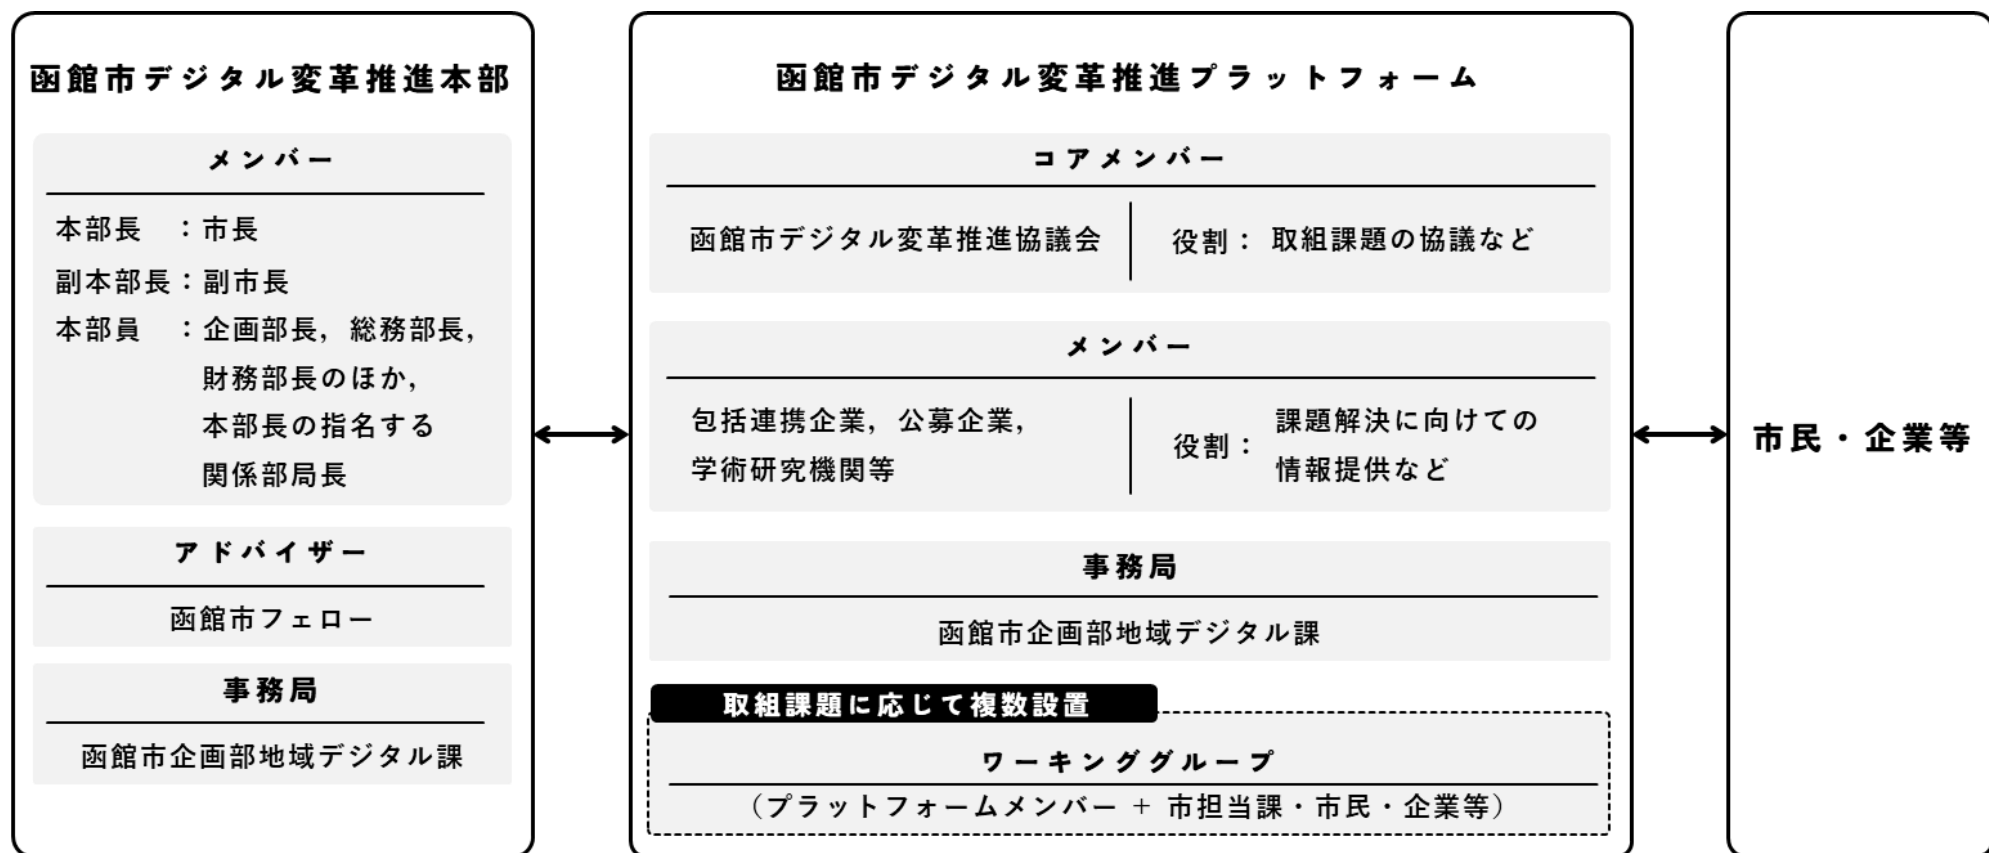 函館市デジタル変革推進本部
メンバー
本部長　：市長
副本部長：副市長
本部員　：企画部長，総務部長，
財務部長のほか，
本部長の指名する
関係部局長
アドバイザー
函館市フェロー
事務局
函館市企画部地域デジタル課
函館市デジタル変革推進プラットフォーム
コアメンバー
函館市デジタル変革推進協議会
役割：取組課題の協議など
メンバー
包括連携企業，公募企業，
学術研究機関等
役割：
課題解決に向けての
情報提供など
事務局
函館市企画部地域デジタル課
取組課題に応じて複数設置
ワーキンググループ
（プラットフォームメンバー + 市担当課・市民・企業等）
市民・企業等